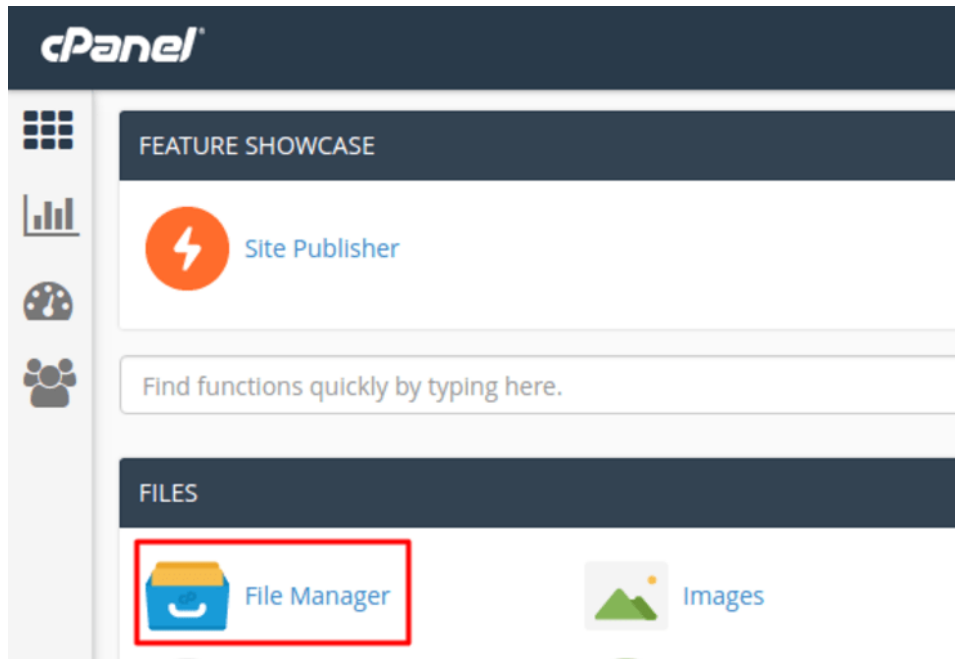 cPanel®
FEATURE SHOWCASE
Site Publisher
Find functions quickly by typing here.
FILES
File Manager
Images